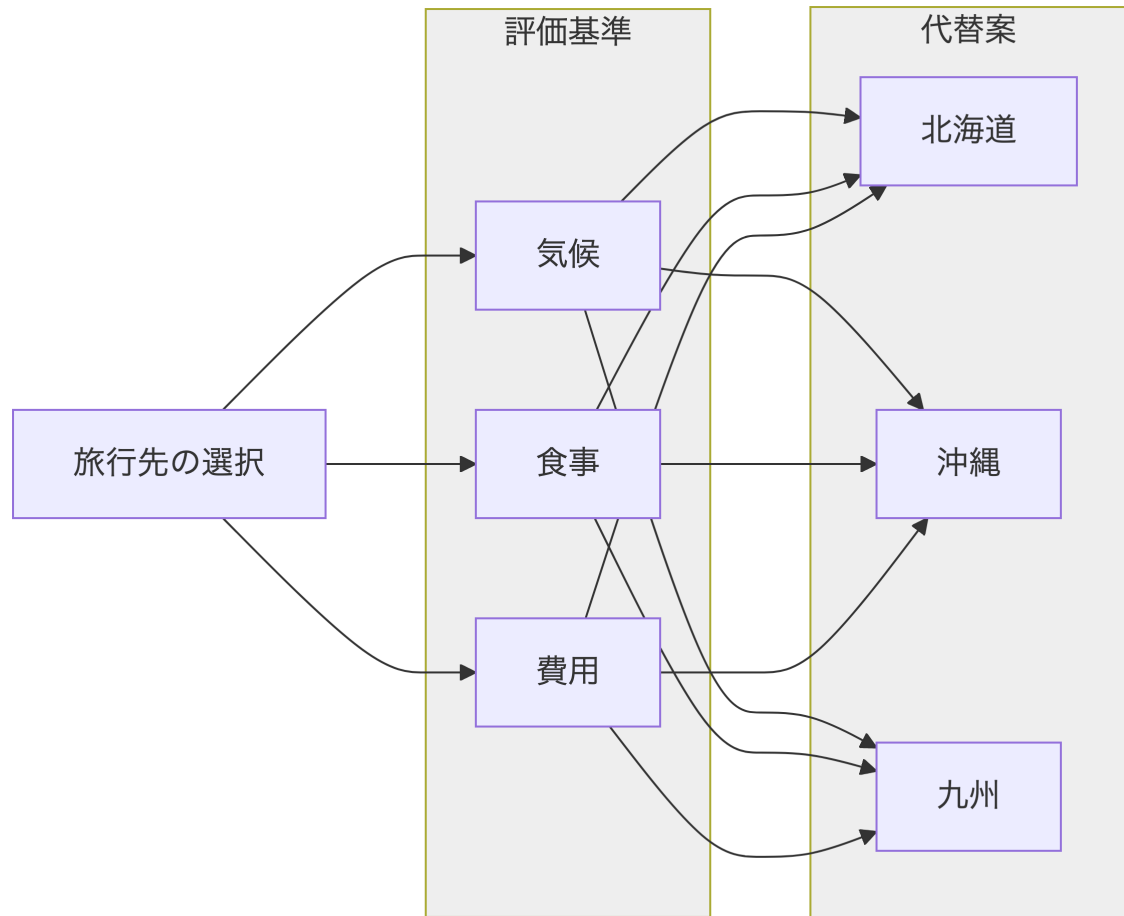 評価基準
代替案
北海道
気候
旅行先の選択
食事
沖縄
費用
九州